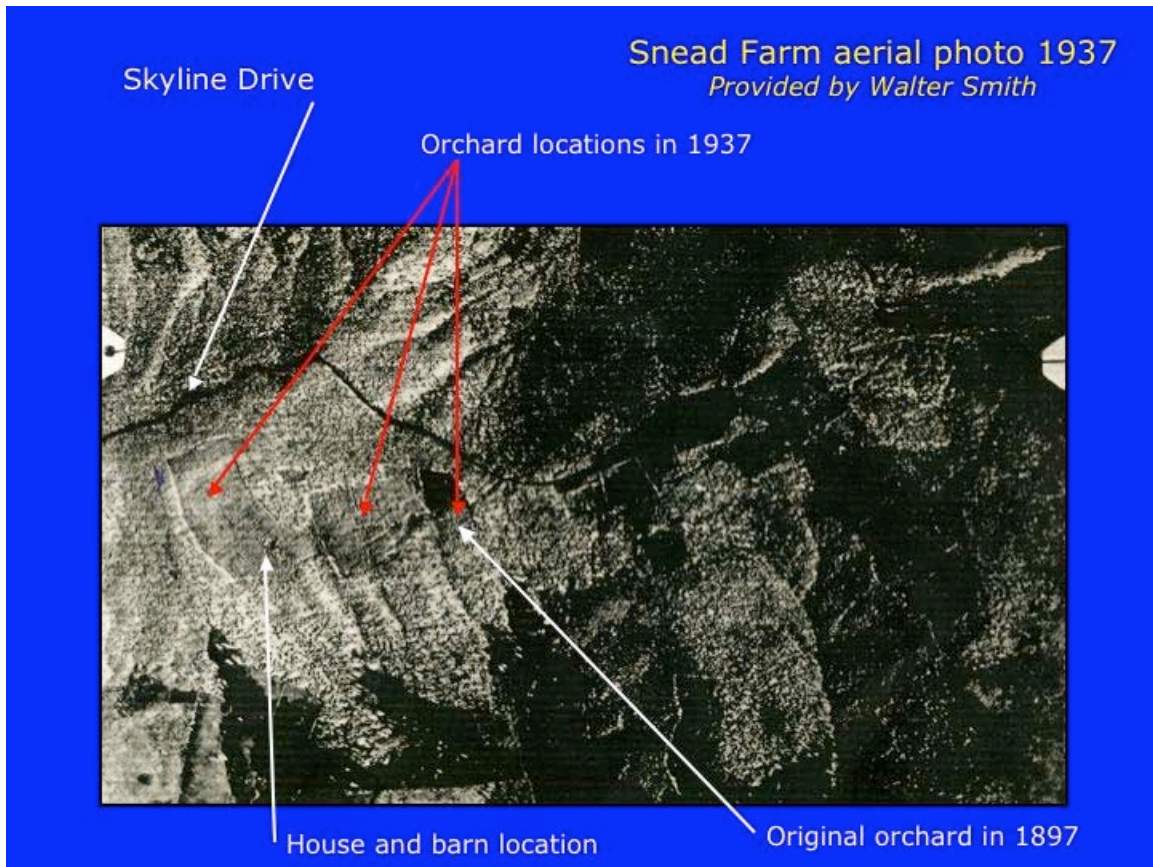 Snead Farm aerial photo 1937
Provided by Walter Smith
Skyline Drive
Orchard locations in 1937
House and barn location
Original orchard in 1897